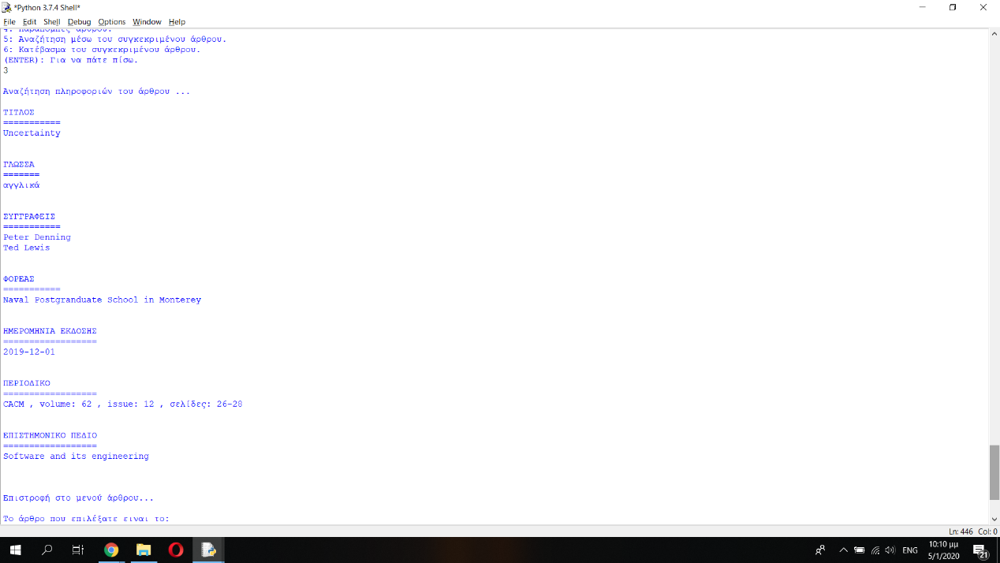 *Python 3.7.4 Shell*
File Edit Shell Debug Options Window Help
4: Παραπομπές άρθρου.
5: Αναζήτηση μέσω του συγκεκριμένου άρθρου.
6: Κατέβασμα του συγκεκριμένου άρθρου.
(ENTER): Για να πάτε πίσω.
3
Αναζήτηση πληροφοριών του άρθρου ...
ΤΙΤΛΟΣ
===========
Uncertainty
ΓΛΩΣΣΑ
=======
αγγλικά
ΣΥΓΓΡΑΦΕΙΣ
===========
Peter Denning
Ted Lewis
ΦΟΡΕΑΣ
===========
Naval Postgranduate School in Monterey
ΗΜΕΡΟΜΗΝΙΑ ΕΚΔΟΣΗΣ
==================
2019-12-01
ΠΕΡΙΟΔΙΚΟ
==================
CACM , volume: 62 , issue: 12 , σελίδες: 26-28
ΕΠΙΣΤΗΜΟΝΙΚΟ ΠΕΔΙΟ
==================
Software and its engineering
Επιστροφή στο μενού άρθρου...
Το άρθρο που επιλέξατε ειναι το:
Ln: 446 Col: 0
ENG
10:10 μμ
5/1/2020
21